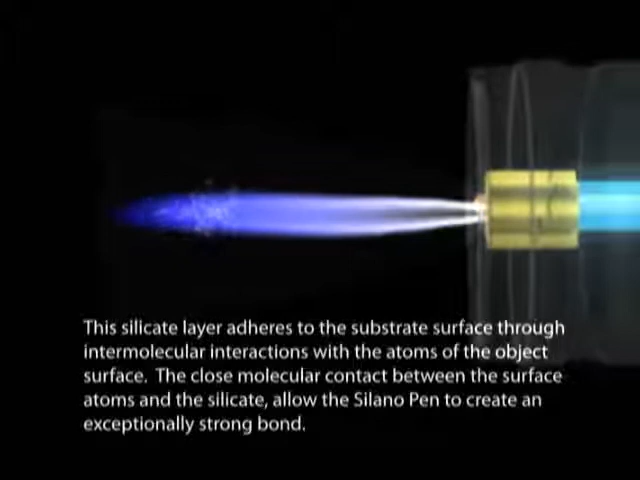 This silicate layer adheres to the substrate surface through
intermolecular interactions with the atoms of the object
surface.  The close molecular contact between the surface
atoms and the silicate, allow the Silano Pen to create an
exceptionally strong bond.